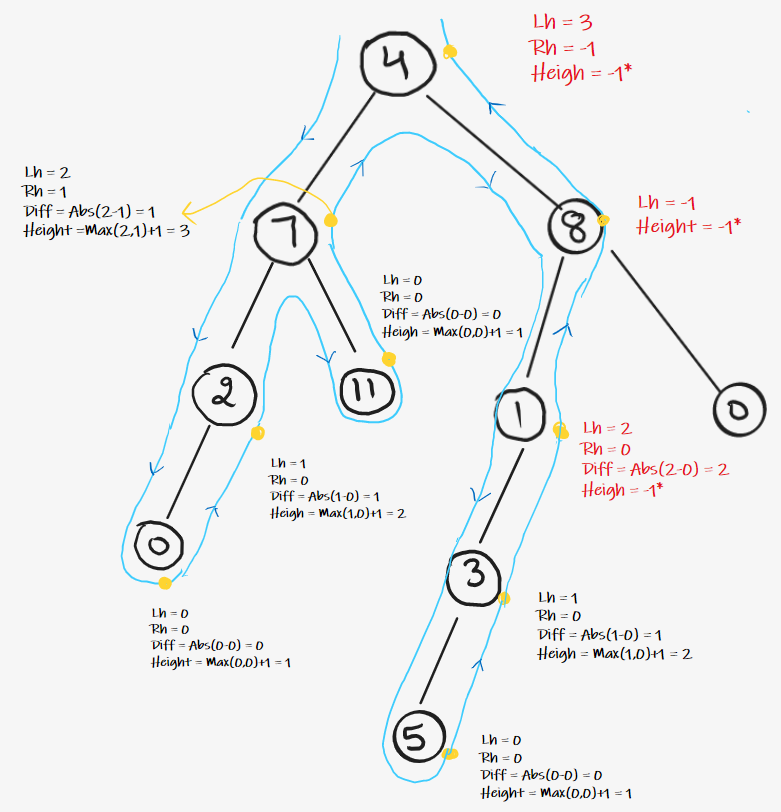 4
Lh = 3
Rh = -1
Heigh = -1*
Lh = 2
Rh = 1
Diff = Abs(2-1) = 1
Height =Max(2,1)+1 = 3
7
8
Lh = -1
Height = -1*
Lh = 0
Rh = 0
Diff = Abs(0-0) = 0
Heigh = Max(0,0)+1 = 1
2
11
1
0
Lh = 2
Rh = 0
Diff = Abs(2-0) = 2
Heigh = -1*
Lh = 1
Rh = 0
Diff = Abs(1-0) = 1
Heigh = Max(1,0)+1 = 2
0
3
Lh = 0
Rh = 0
Diff = Abs(0-0) = 0
Height = Max(0,0)+1 = 1
Lh = 1
Rh = 0
Diff = Abs(1-0) = 1
Heigh = Max(1,0)+1 = 2
5
Lh = 0
Rh = 0
Diff = Abs(0-0) = 0
Height = Max(0,0)+1 = 1